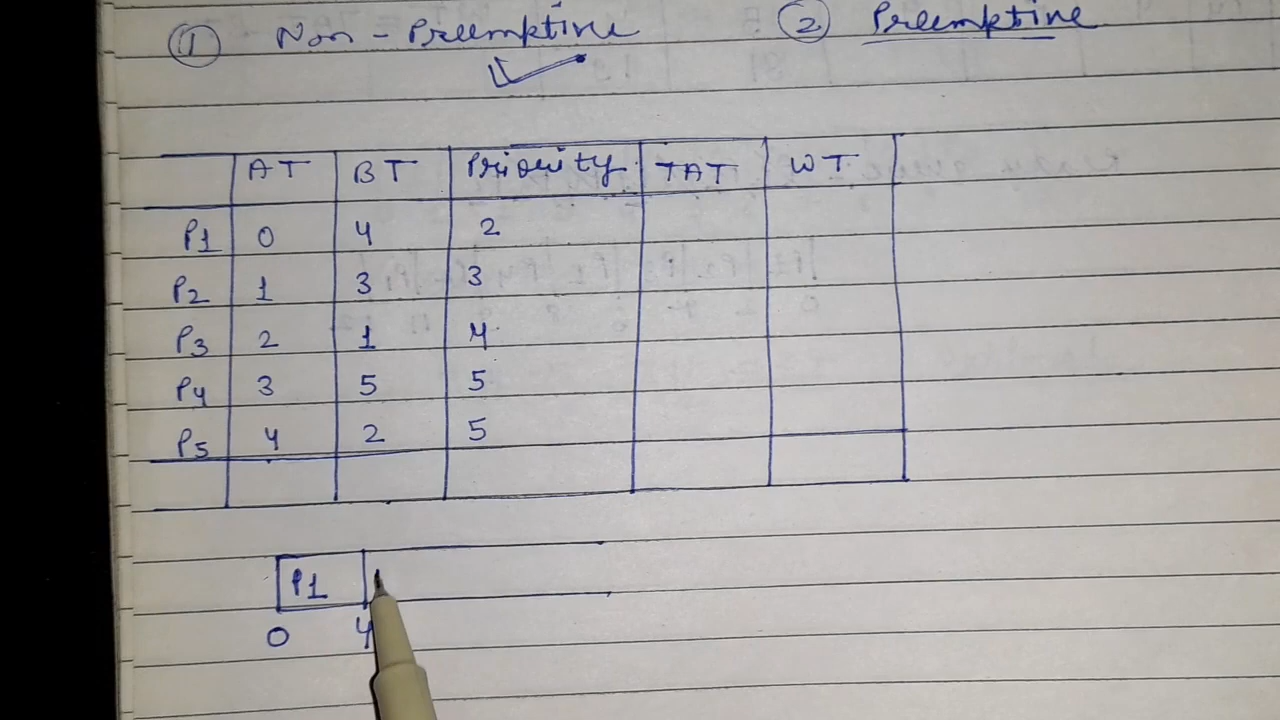 ① Non-Preemptive ② Preemptive
AT BT Priority TAT WT
P1 0 4 2
P2 1 3 3
P3 2 1 4
P4 3 5 5
P5 4 2 5
P1
0 4